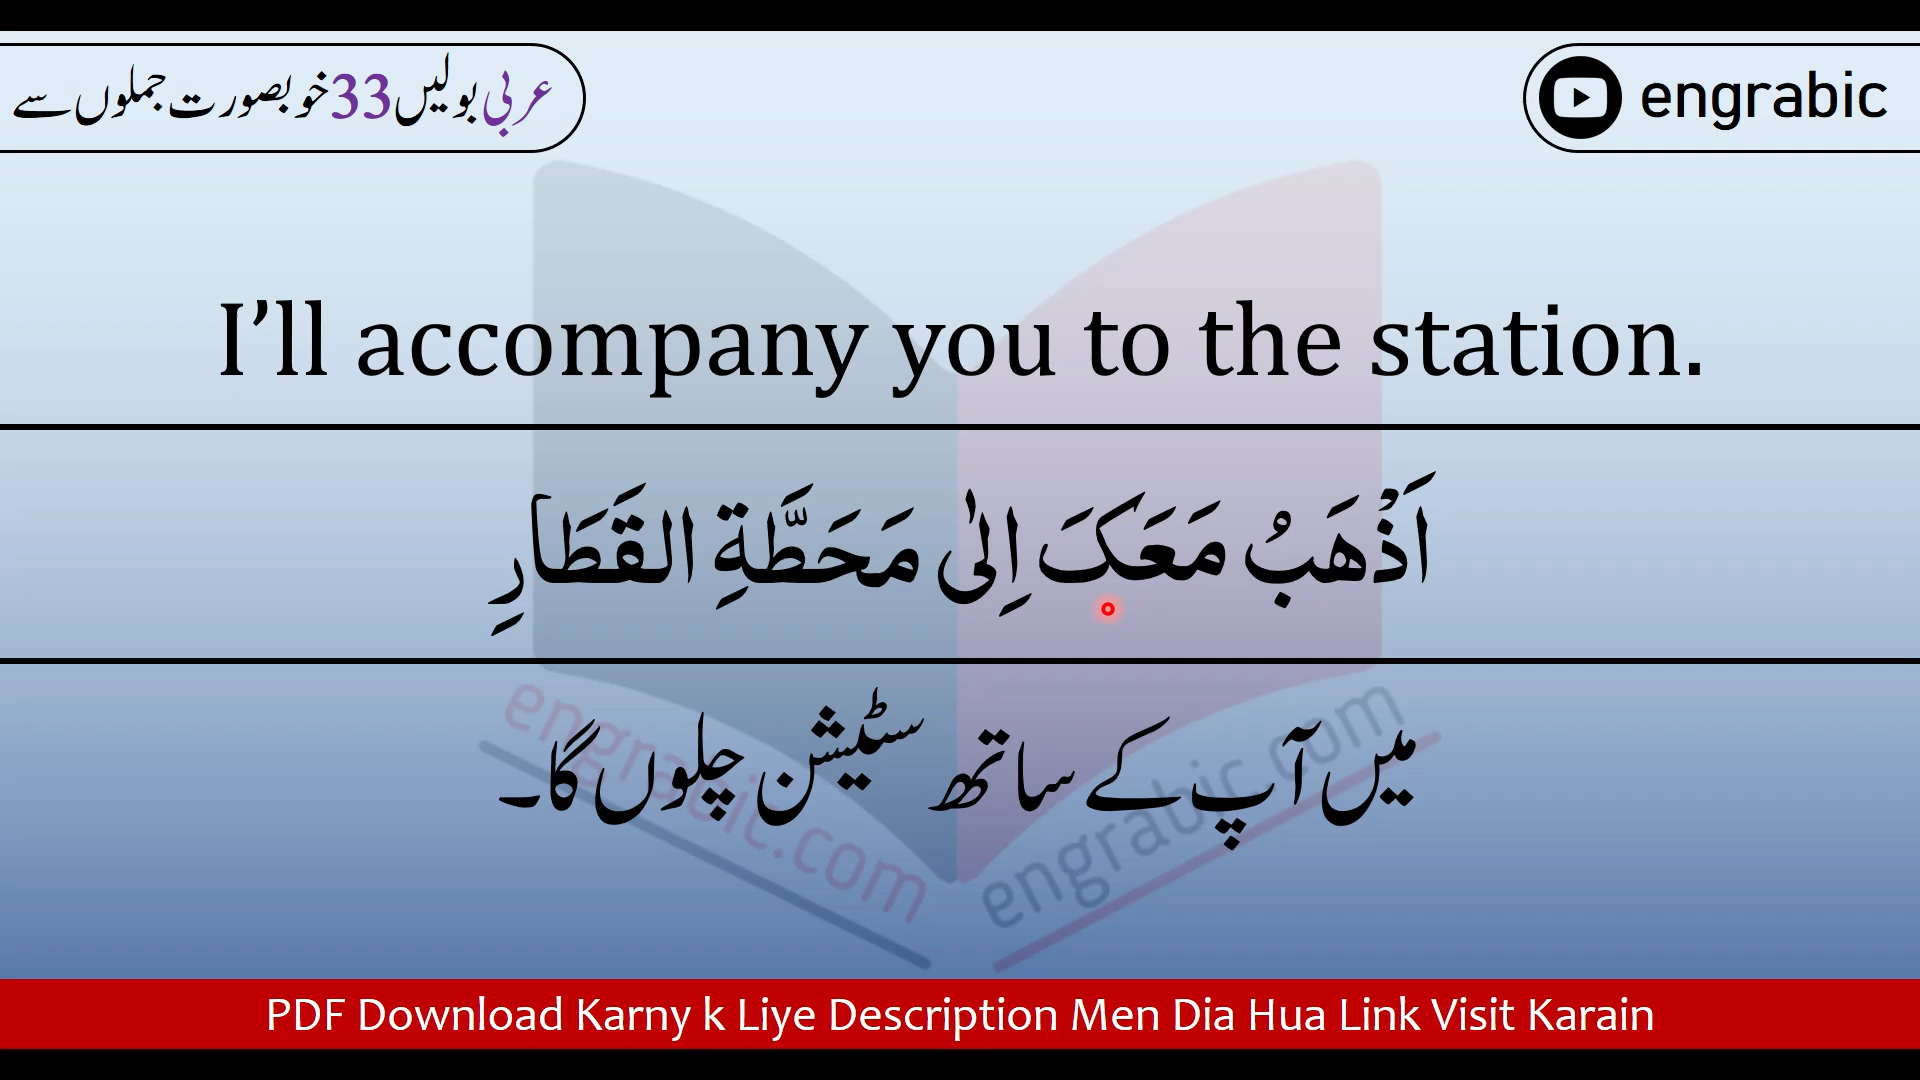 عربی بولیں 33 خوبصورت جملوں سے
engrabic
I’ll accompany you to the station.
اَذْهَبُ مَعَکَ اِلیٰ مَحَطَّةِ القَطَارِ
میں آپ کے ساتھ سٹیشن چلوں گا۔
engrabic.com
engrabic.com
PDF Download Karny k Liye Description Men Dia Hua Link Visit Karain